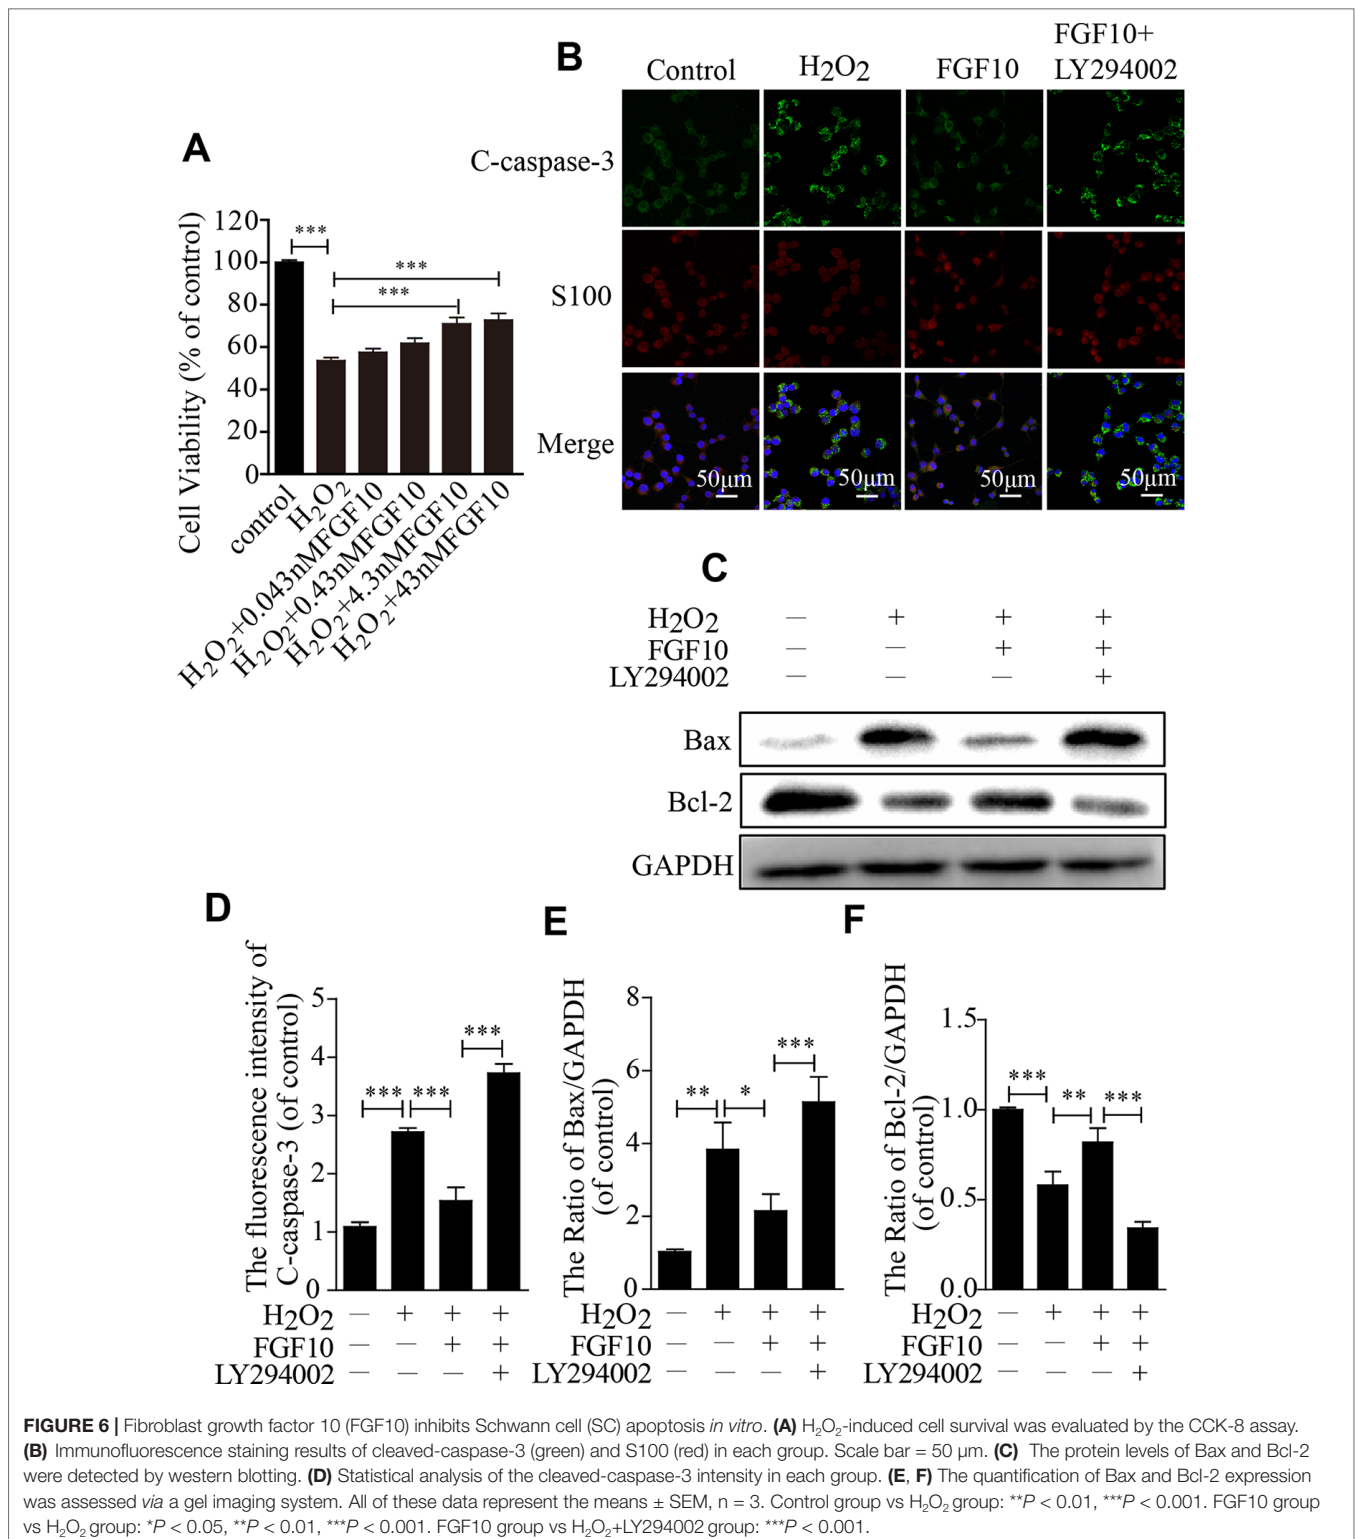 A
Cell Viability (% of control)
120
100
80
60
40
20
0
***
***
***
control
H₂O₂
H₂O₂+0.043nMFGF10
H₂O₂+0.43nMFGF10
H₂O₂+4.3nMFGF10
H₂O₂+43nMFGF10
B
Control H2O2 FGF10 FGF10+
LY294002
C-caspase-3
S100
Merge
50μm 50μm 50μm 50μm
C
H2O2 — + + +
FGF10 — — + +
LY294002 — — — +
Bax
Bcl-2
GAPDH
D
The fluorescence intensity of
C-caspase-3 (of control)
5
4
3
2
1
0
*** *** ***
H2O2 — + + +
FGF10 — — + +
LY294002 — — — +
E
The Ratio of Bax/GAPDH
(of control)
8
6
4
2
0
** * ***
H2O2 — + + +
FGF10 — — + +
LY294002 — — — +
F
The Ratio of Bcl-2/GAPDH
(of control)
1.5
1.0
0.5
0.0
*** ** ***
H2O2 — + + +
FGF10 — — + +
LY294002 — — — +
FIGURE 6 | Fibroblast growth factor 10 (FGF10) inhibits Schwann cell (SC) apoptosis in vitro. (A) H₂O₂-induced cell survival was evaluated by the CCK-8 assay.
(B) Immunofluorescence staining results of cleaved-caspase-3 (green) and S100 (red) in each group. Scale bar = 50 µm. (C) The protein levels of Bax and Bcl-2
were detected by western blotting. (D) Statistical analysis of the cleaved-caspase-3 intensity in each group. (E, F) The quantification of Bax and Bcl-2 expression
was assessed via a gel imaging system. All of these data represent the means ± SEM, n = 3. Control group vs H₂O₂ group: **P < 0.01, ***P < 0.001. FGF10 group
vs H₂O₂ group: *P < 0.05, **P < 0.01, ***P < 0.001. FGF10 group vs H₂O₂+LY294002 group: ***P < 0.001.